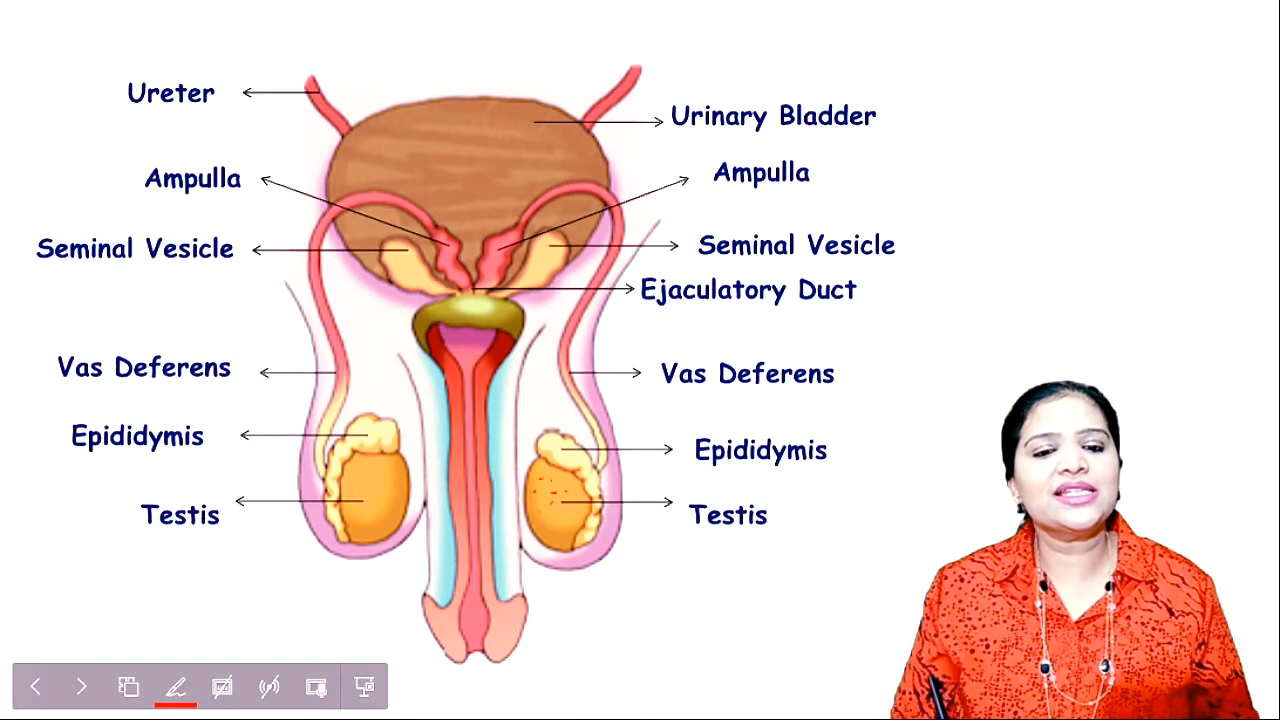 Ureter
Urinary Bladder
Ampulla
Ampulla
Seminal Vesicle
Seminal Vesicle
Ejaculatory Duct
Vas Deferens
Vas Deferens
Epididymis
Epididymis
Testis
Testis